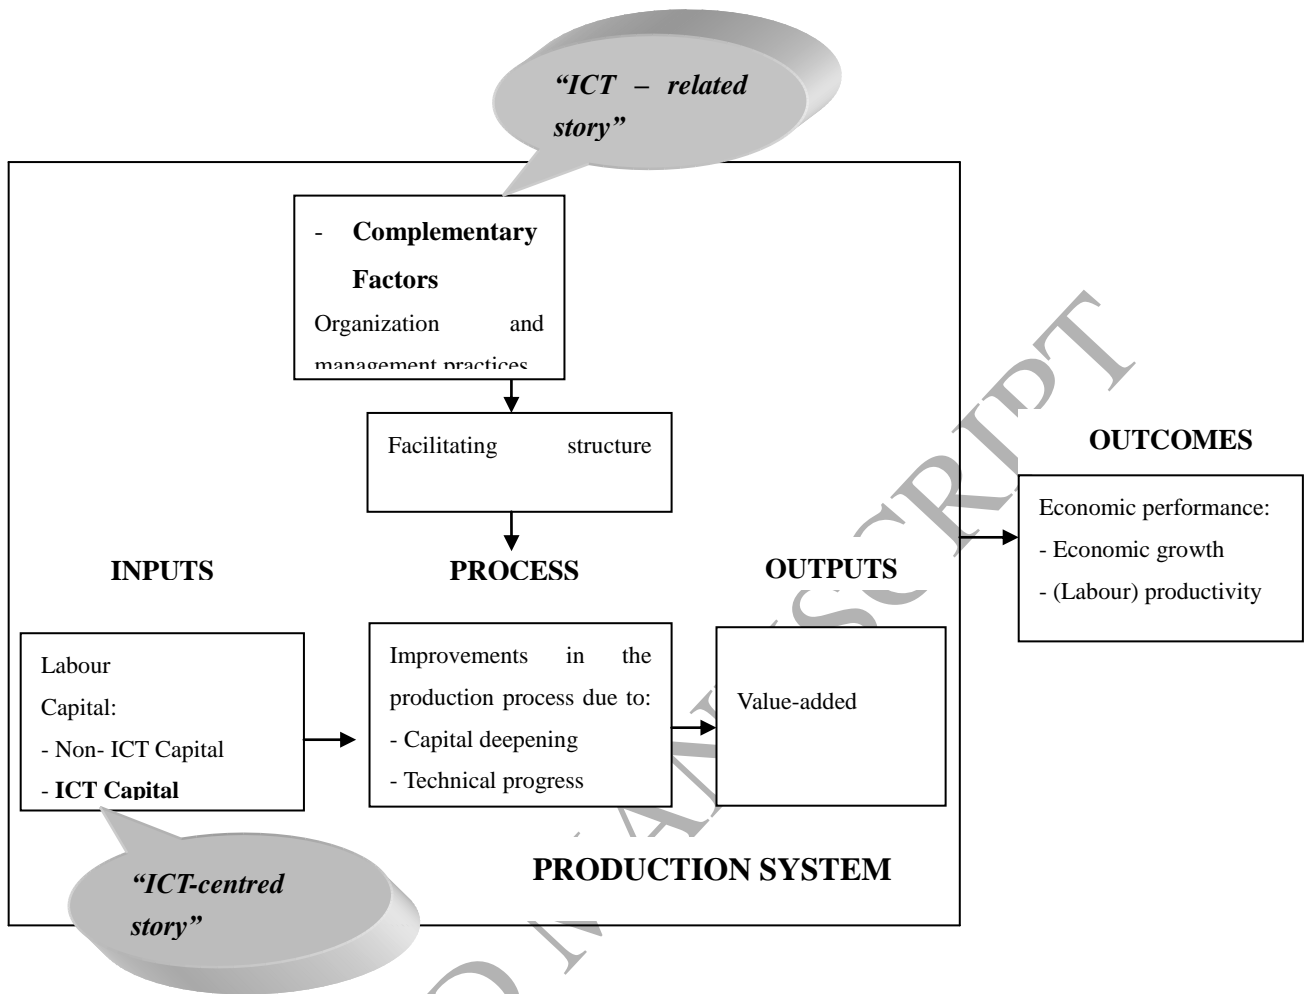 “ICT – related
story”
- Complementary
Factors
Organization and
management practices
Facilitating structure
OUTCOMES
Economic performance:
- Economic growth
- (Labour) productivity
INPUTS
PROCESS
OUTPUTS
Labour
Capital:
- Non- ICT Capital
- ICT Capital
Improvements in the
production process due to:
- Capital deepening
- Technical progress
Value-added
PRODUCTION SYSTEM
“ICT-centred
story”